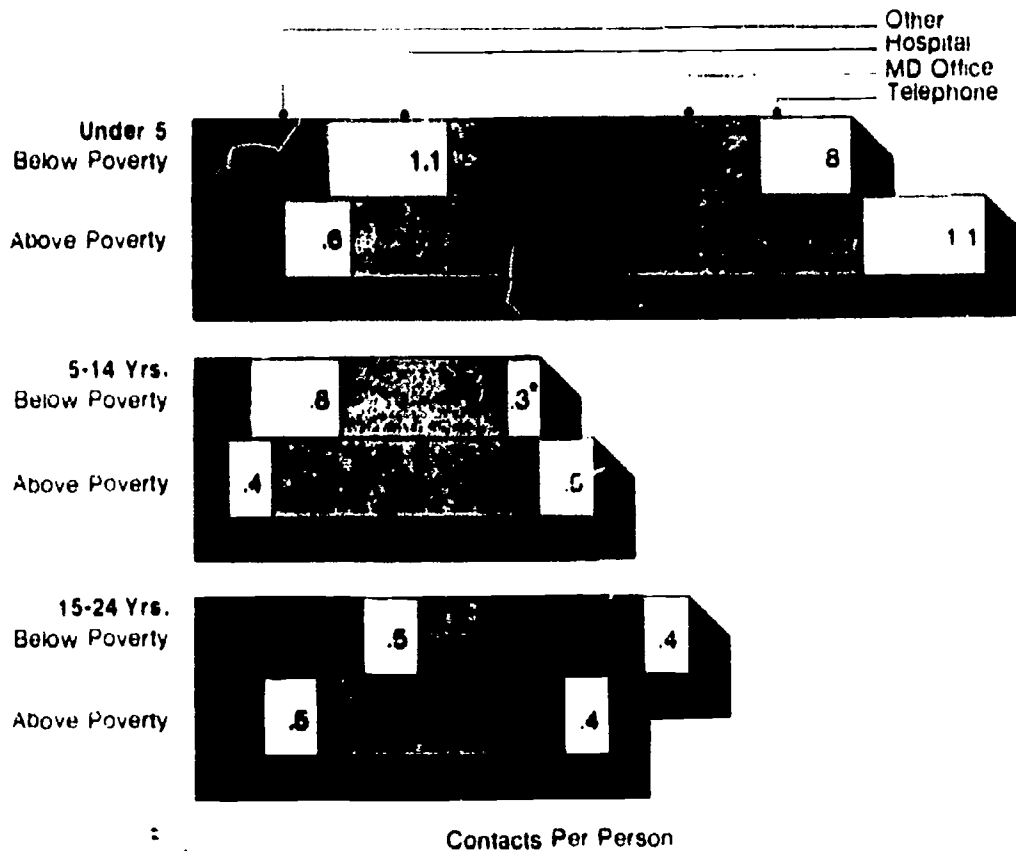 Other
Hospital
MD Office
Telephone
Under 5
Below Poverty 1.1 8
Above Poverty .6 1 1
5-14 Yrs.
Below Poverty .8 .3*
Above Poverty .4
15-24 Yrs.
Below Poverty .5 .4
Above Poverty .5 .4
Contacts Per Person